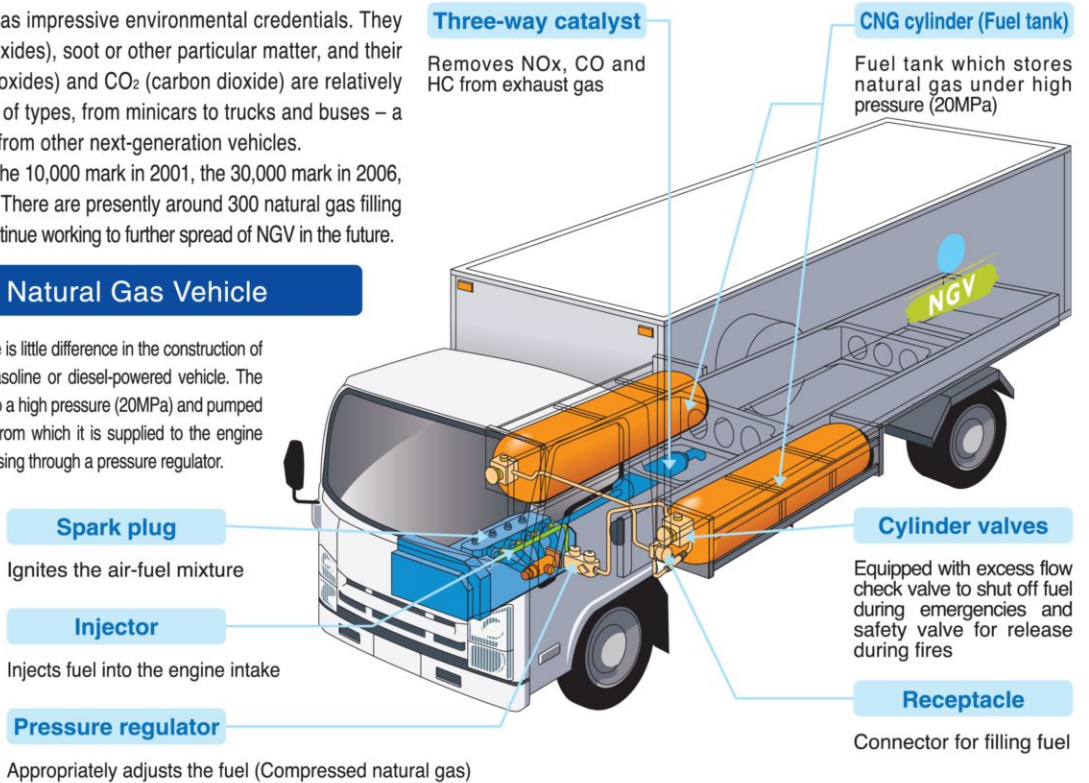 as impressive environmental credentials. They
oxides), soot or other particular matter, and their
oxides) and CO₂ (carbon dioxide) are relatively
of types, from minicars to trucks and buses – a
from other next-generation vehicles.
he 10,000 mark in 2001, the 30,000 mark in 2006,
There are presently around 300 natural gas filling
tinue working to further spread of NGV in the future.
Natural Gas Vehicle
e is little difference in the construction of
asoline or diesel-powered vehicle. The
o a high pressure (20MPa) and pumped
rom which it is supplied to the engine
sing through a pressure regulator.
Three-way catalyst
Removes NOx, CO and
HC from exhaust gas
CNG cylinder (Fuel tank)
Fuel tank which stores
natural gas under high
pressure (20MPa)
NGV
Spark plug
Ignites the air-fuel mixture
Injector
Injects fuel into the engine intake
Pressure regulator
Appropriately adjusts the fuel (Compressed natural gas)
Cylinder valves
Equipped with excess flow
check valve to shut off fuel
during emergencies and
safety valve for release
during fires
Receptacle
Connector for filling fuel